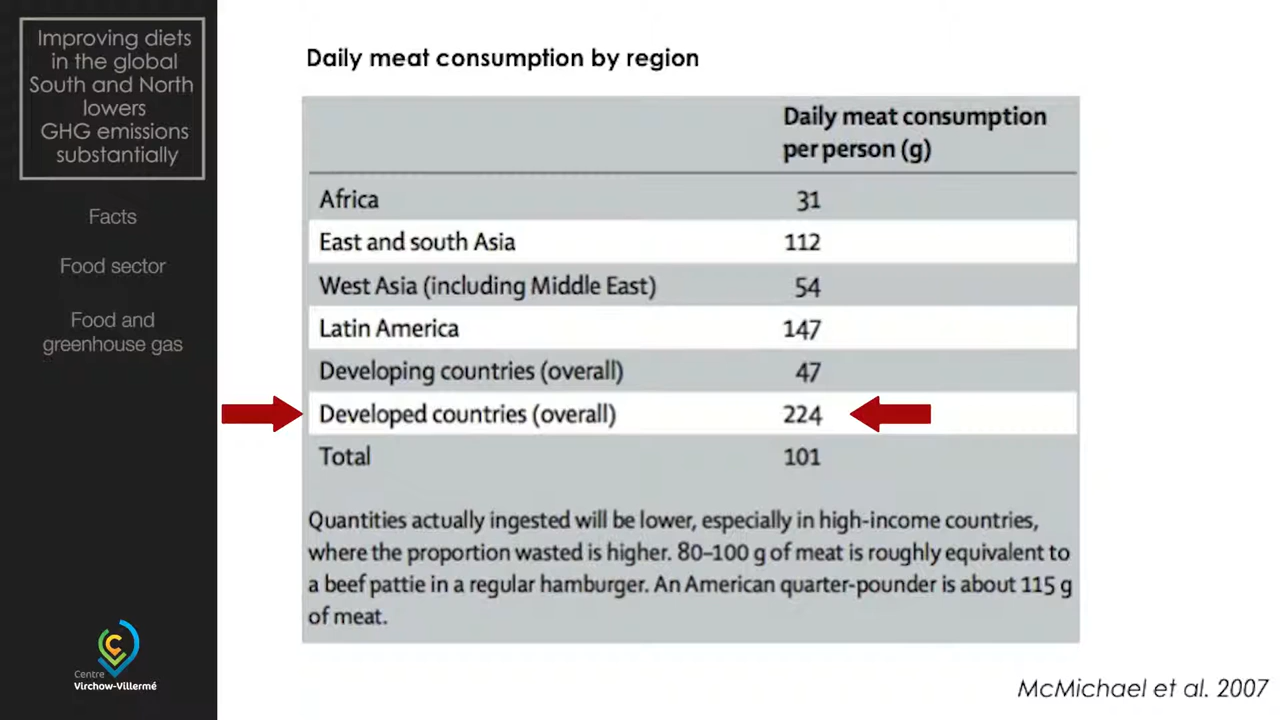 Improving diets
in the global
South and North
lowers
GHG emissions
substantially
Facts
Food sector
Food and
greenhouse gas
Centre
Virchow-Villermé
Daily meat consumption by region
Daily meat consumption
per person (g)
Africa 31
East and south Asia 112
West Asia (including Middle East) 54
Latin America 147
Developing countries (overall) 47
Developed countries (overall) 224
Total 101
Quantities actually ingested will be lower, especially in high-income countries,
where the proportion wasted is higher. 80–100 g of meat is roughly equivalent to
a beef pattie in a regular hamburger. An American quarter-pounder is about 115 g
of meat.
McMichael et al. 2007